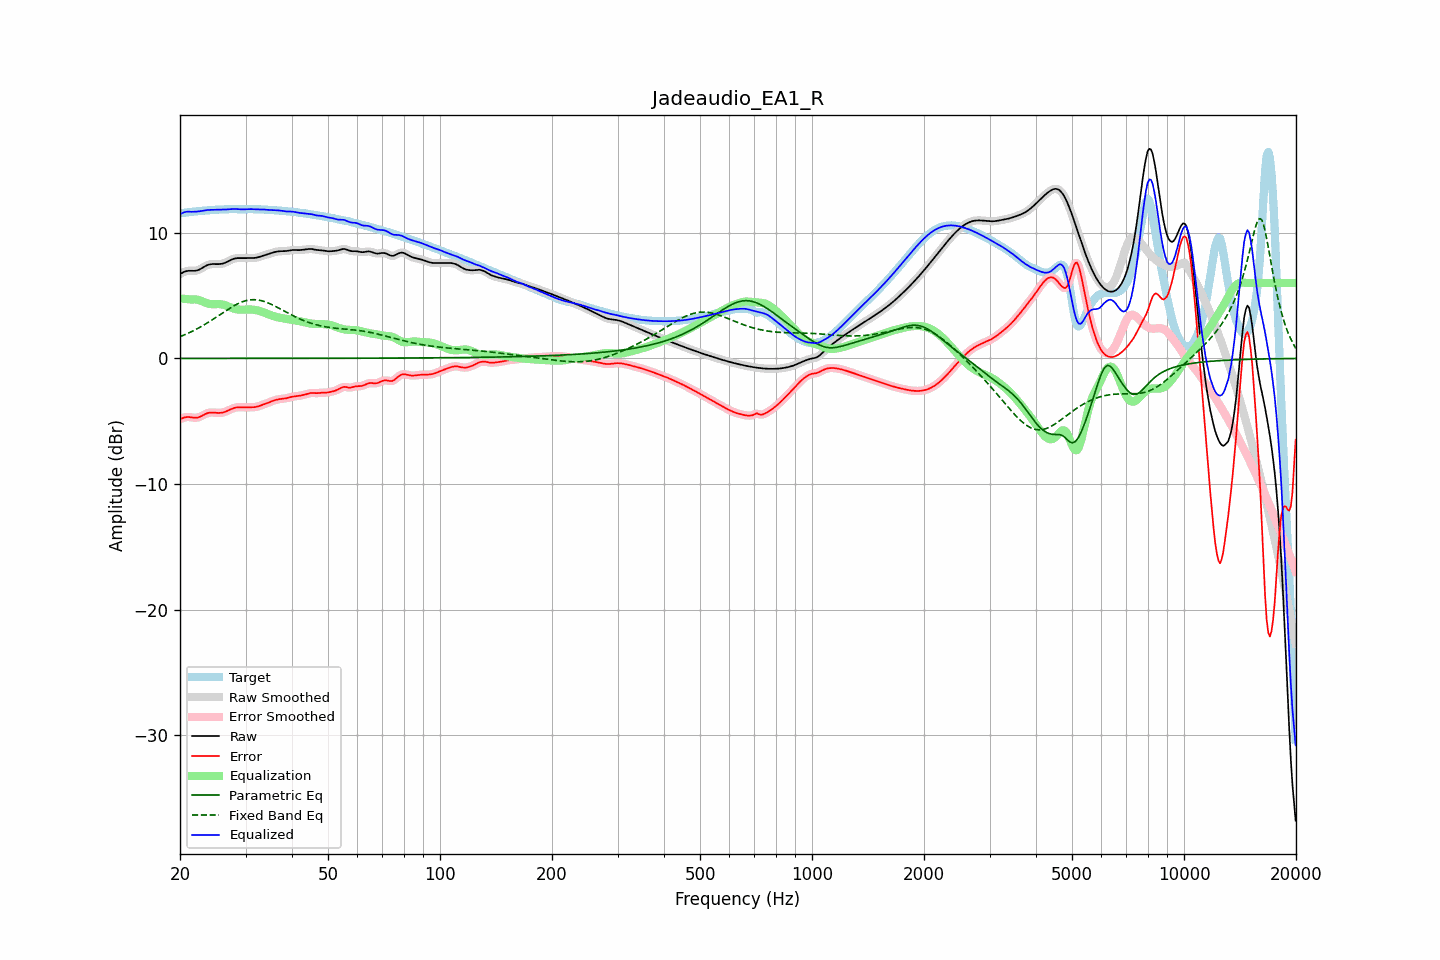 Jadeaudio_EA1_R
Amplitude (dBr)
10
0
−10
−20
−30
Target
Raw Smoothed
Error Smoothed
Raw
Error
Equalization
Parametric Eq
Fixed Band Eq
Equalized
20 50 100 200 500 1000 2000 5000 10000 20000
Frequency (Hz)